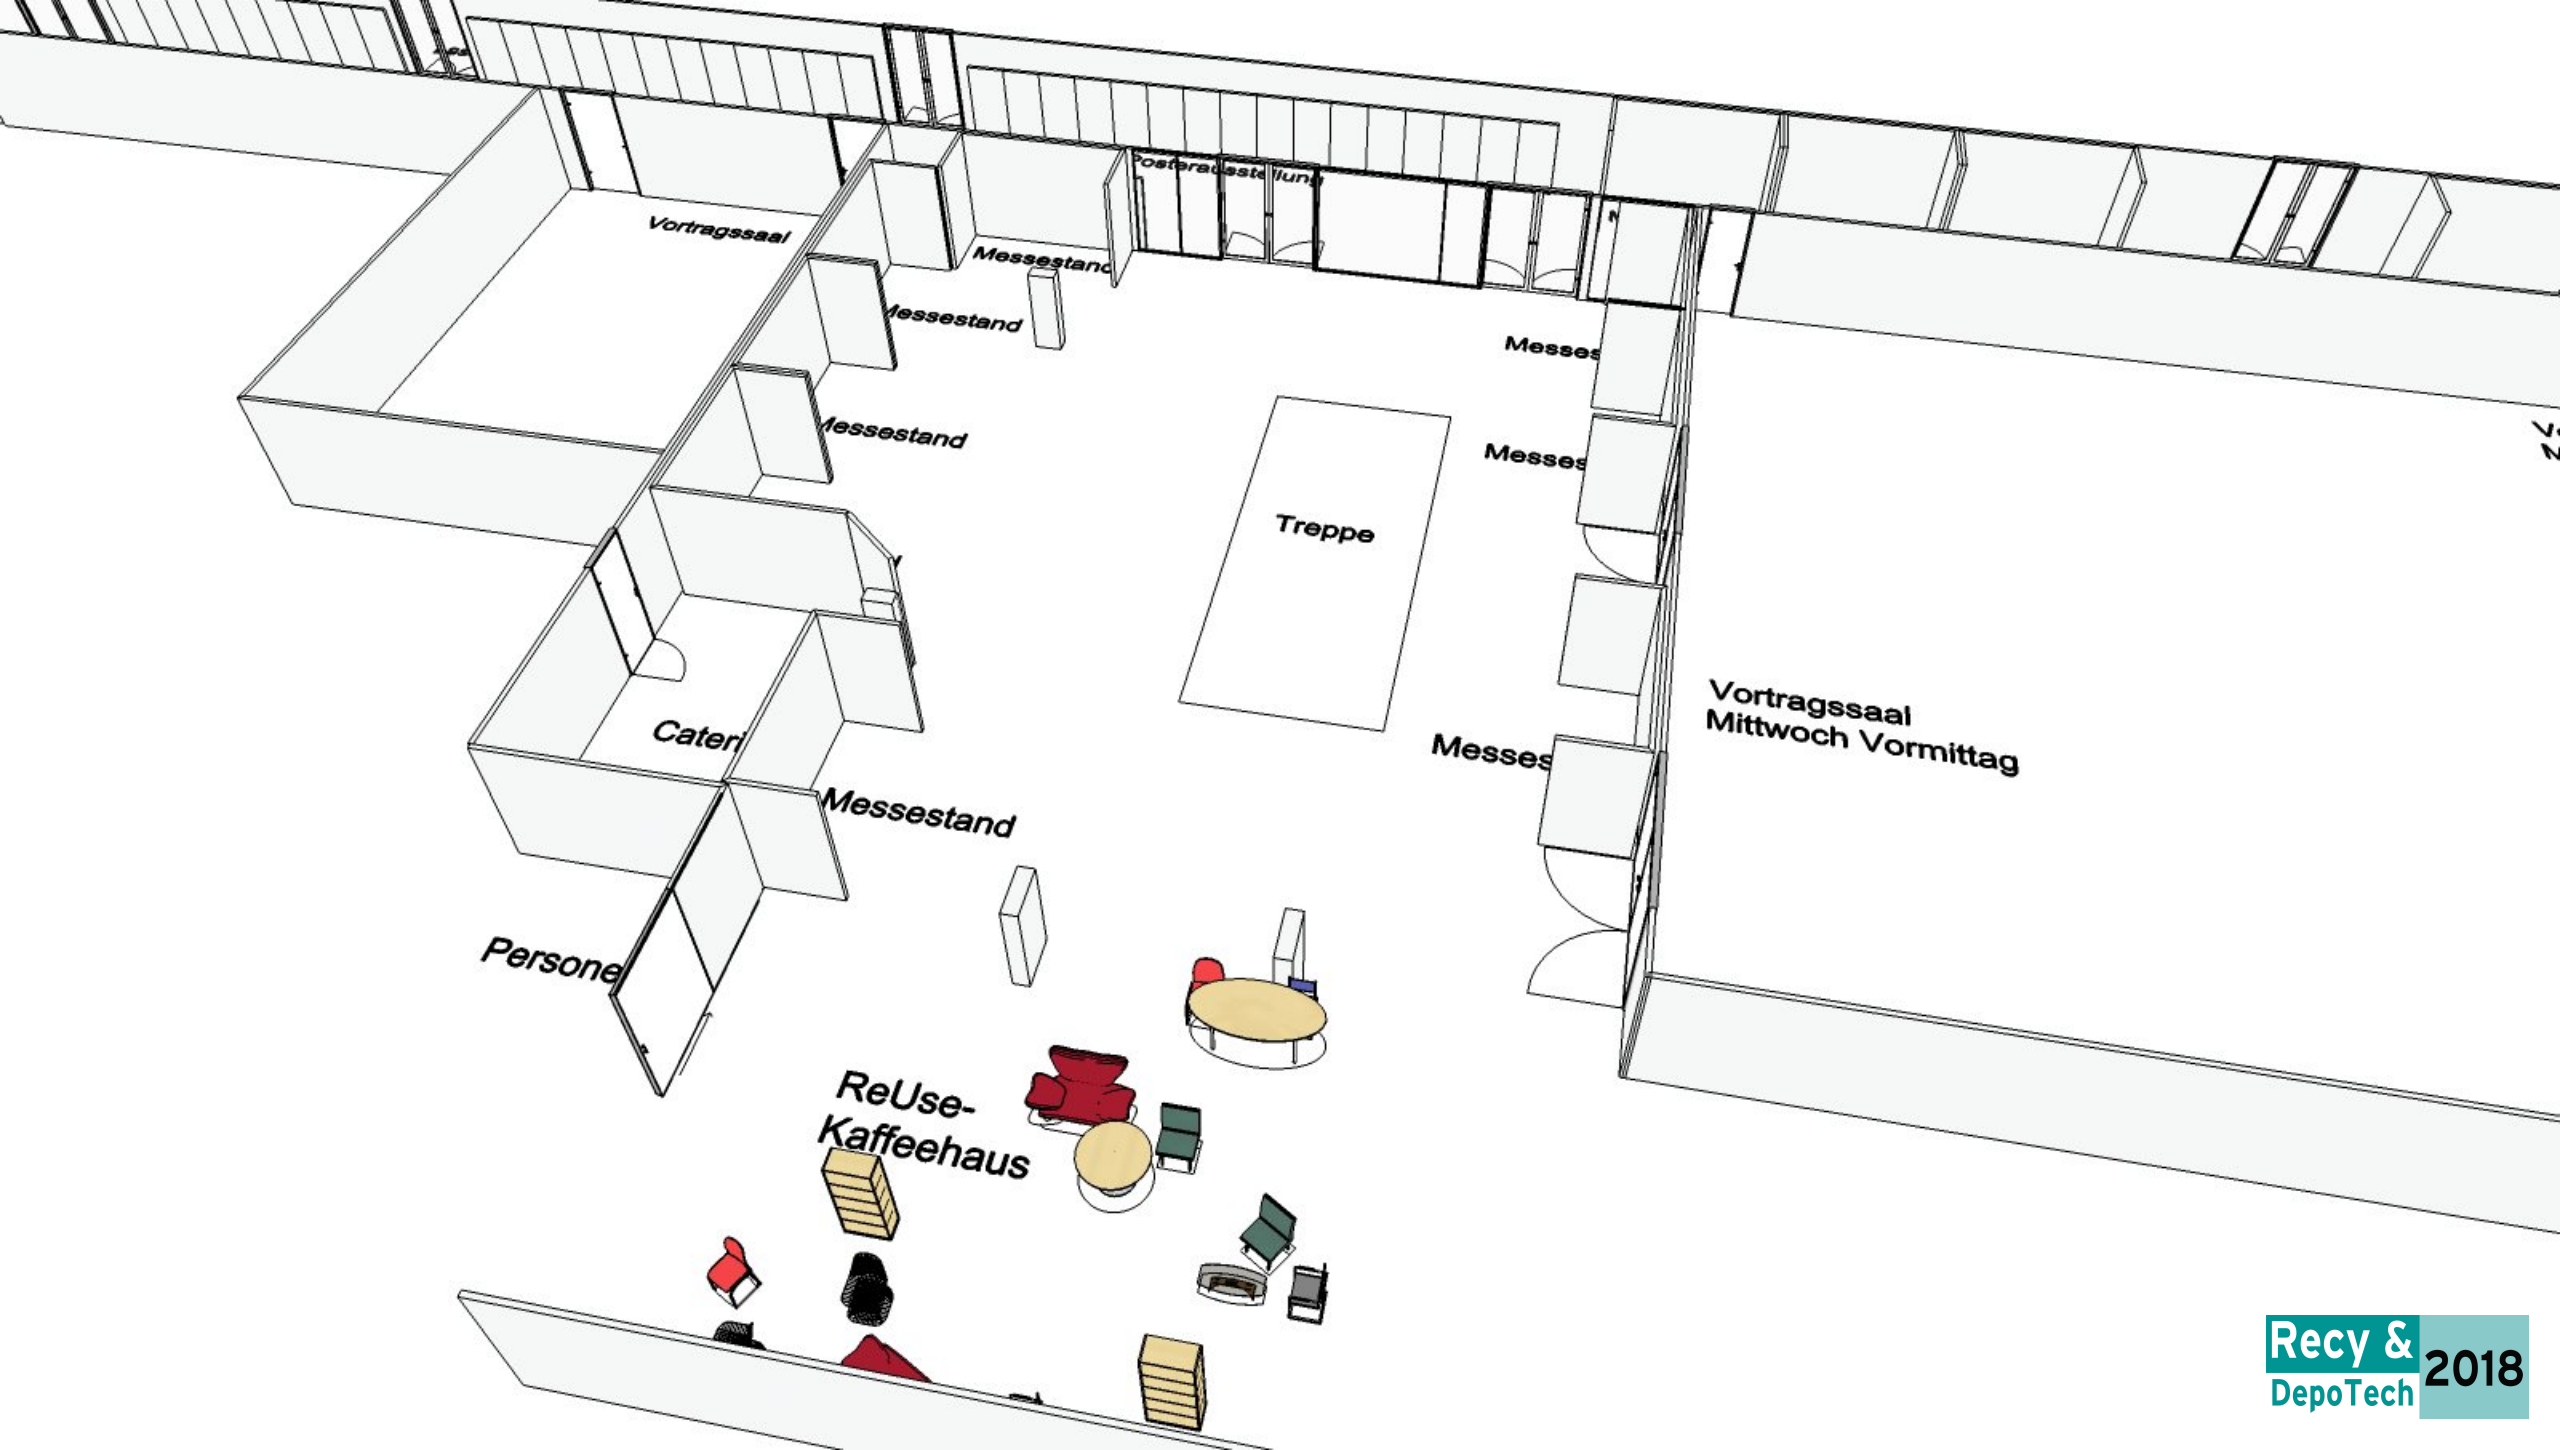 Posterausstellung
Vortragssaal
Messestand
Messestand
Messes
Messestand
Messes
Treppe
Vortragssaal
Mittwoch Vormittag
Cateri
Messes
Messestand
Persone
ReUse-
Kaffeehaus
Recy &
DepoTech
2018